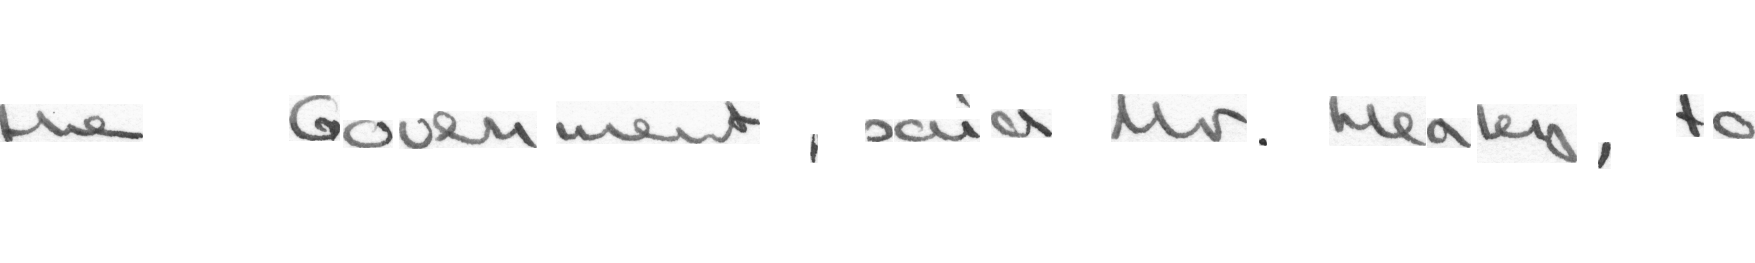 the Government , said Mr. Healey , to